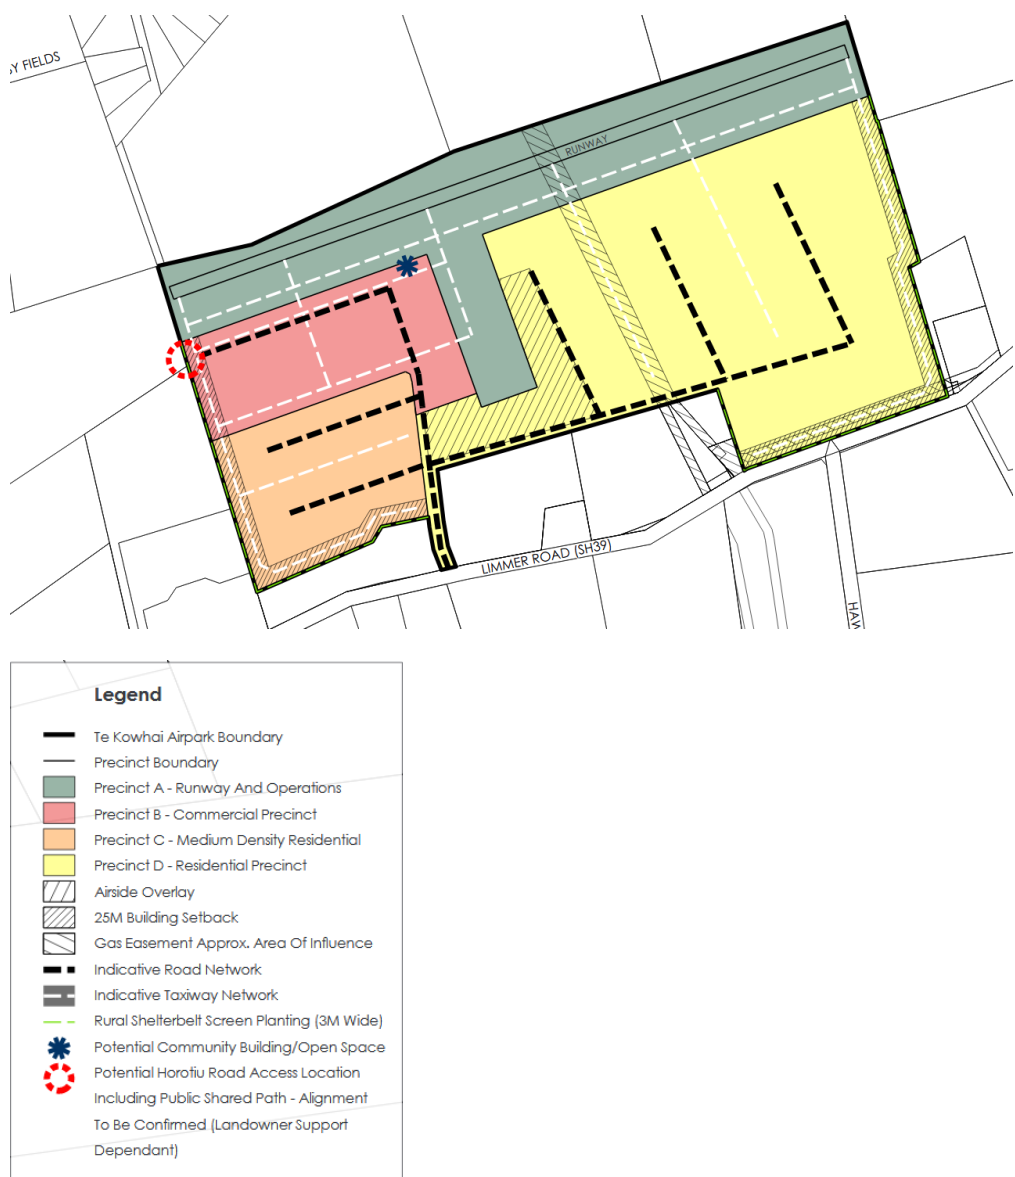 Y FIELDS
RUNWAY
LIMMER ROAD (SH39)
HAW
Legend
Te Kowhai Airpark Boundary
Precinct Boundary
Precinct A - Runway And Operations
Precinct B - Commercial Precinct
Precinct C - Medium Density Residential
Precinct D - Residential Precinct
Airside Overlay
25M Building Setback
Gas Easement Approx. Area Of Influence
Indicative Road Network
Indicative Taxiway Network
Rural Shelterbelt Screen Planting (3M Wide)
Potential Community Building/Open Space
Potential Horotiu Road Access Location
Including Public Shared Path - Alignment
To Be Confirmed (Landowner Support
Dependant)